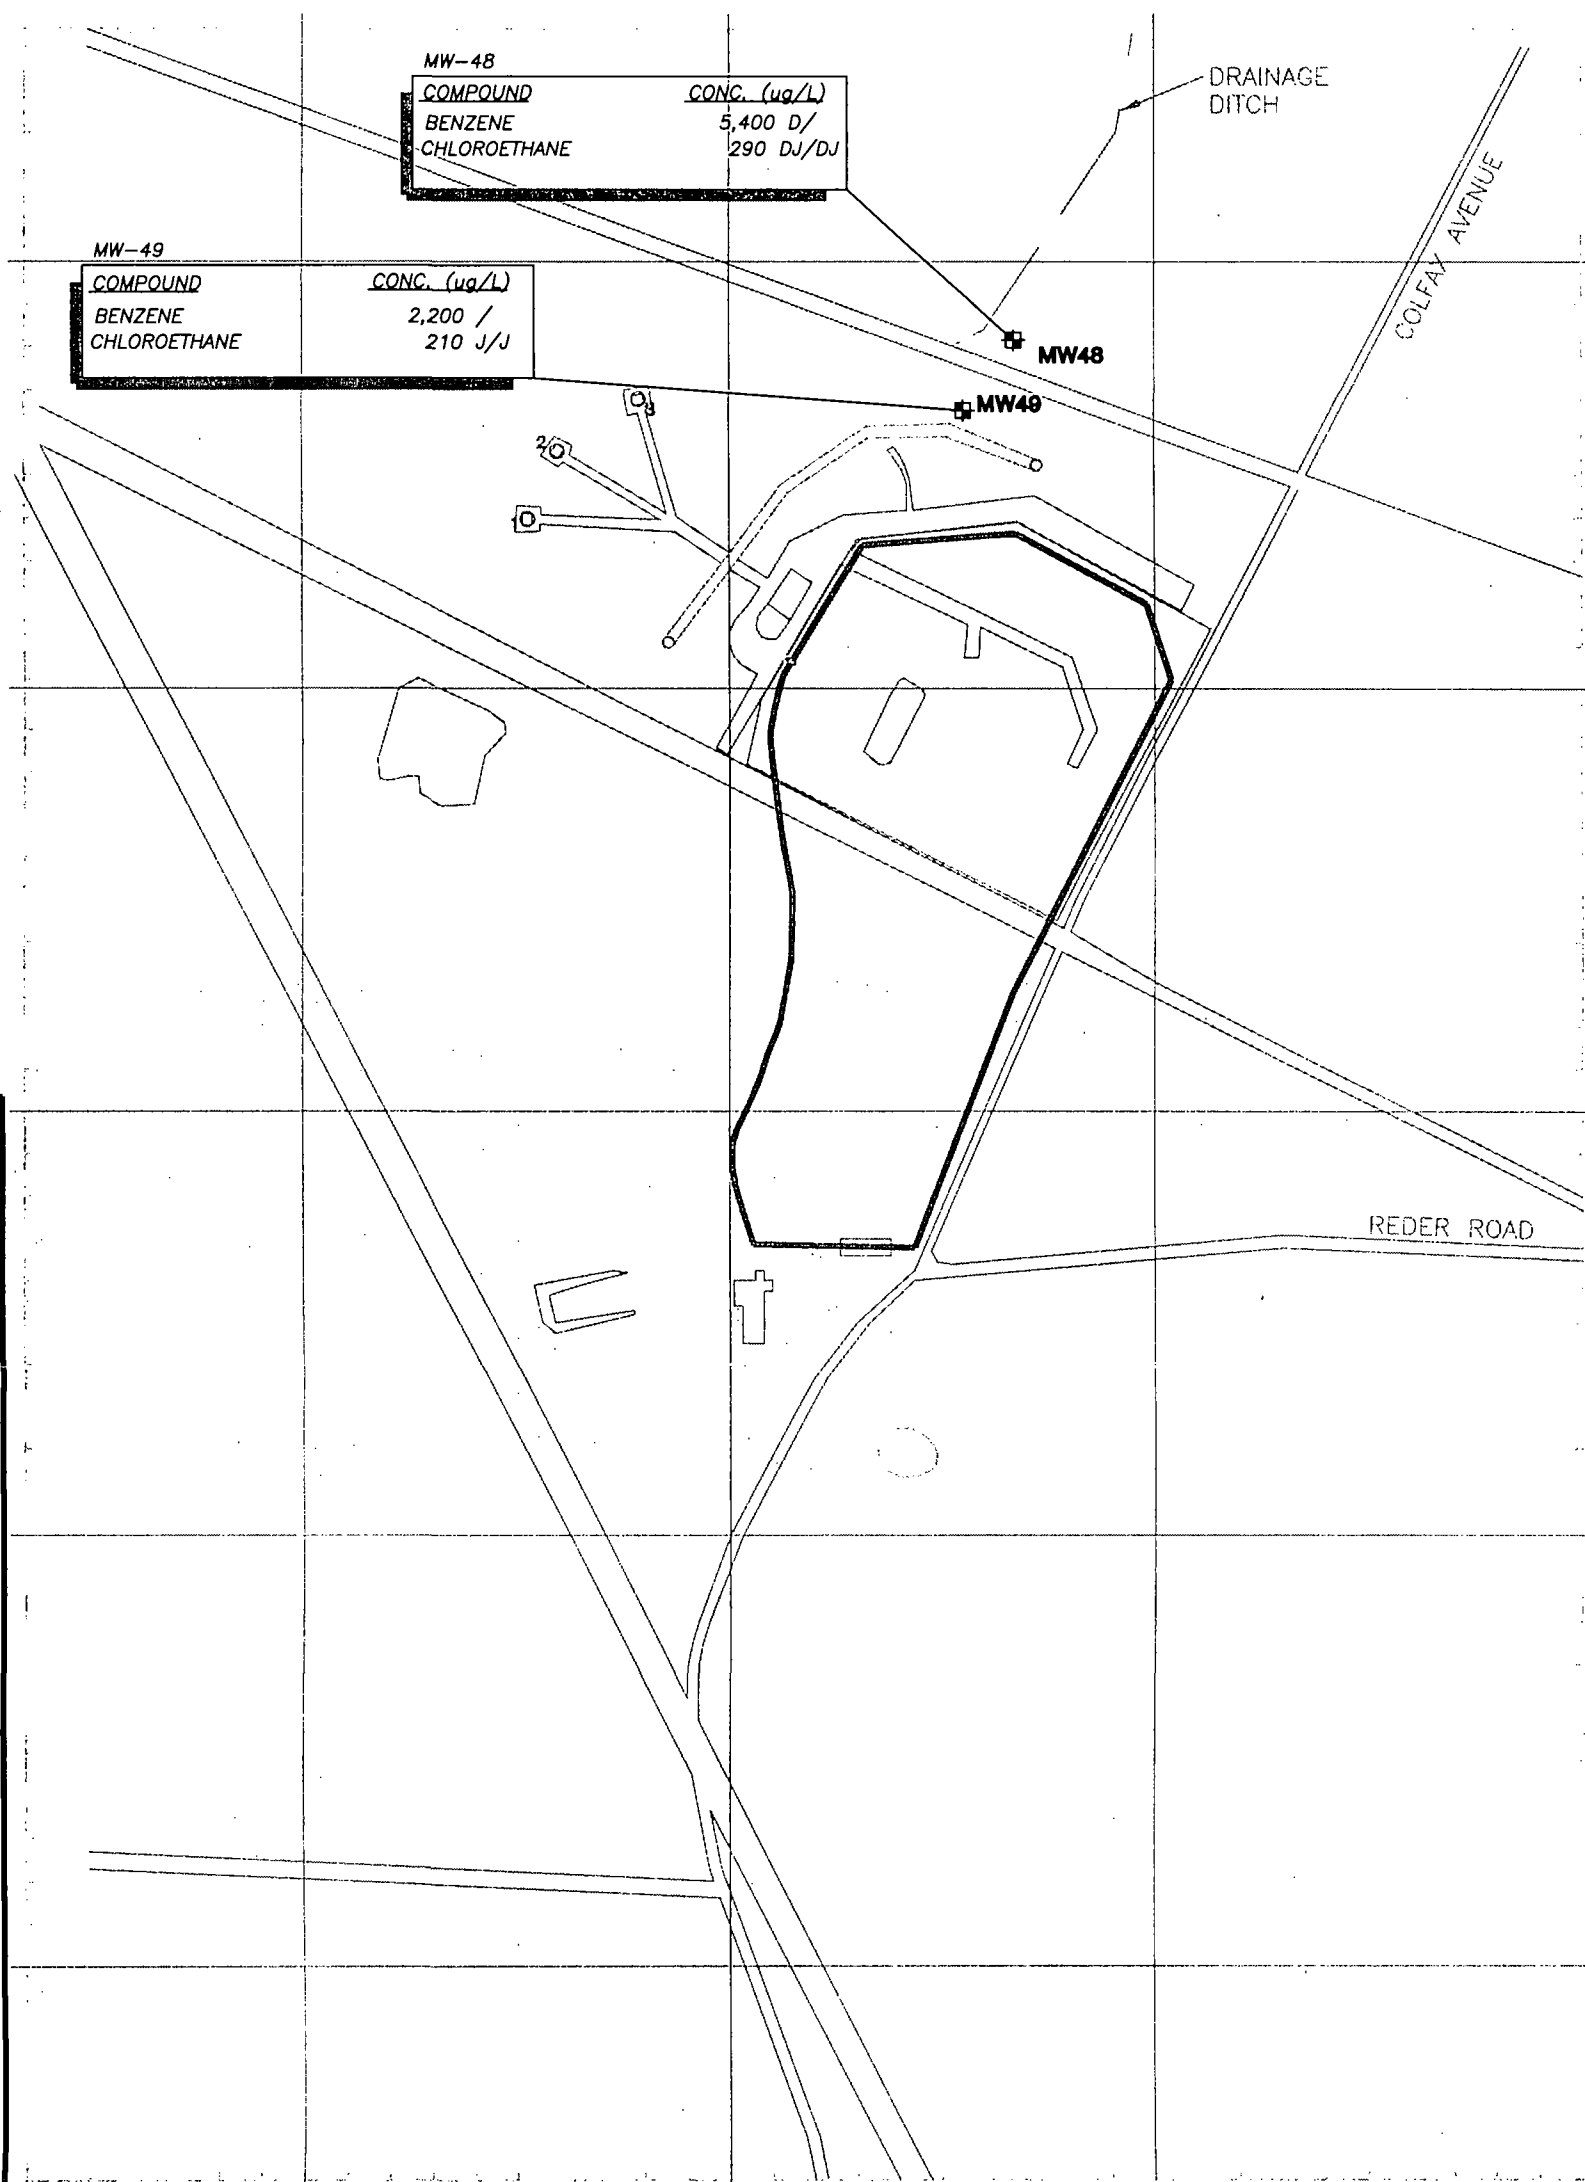 MW-48
COMPOUND CONC. (ug/L)
BENZENE 5,400 D/
CHLOROETHANE 290 DJ/DJ
DRAINAGE
DITCH
COLFAX AVENUE
MW-49
COMPOUND CONC. (ug/L)
BENZENE 2,200 /
CHLOROETHANE 210 J/J
MW48
MW49
3
2
REDER ROAD